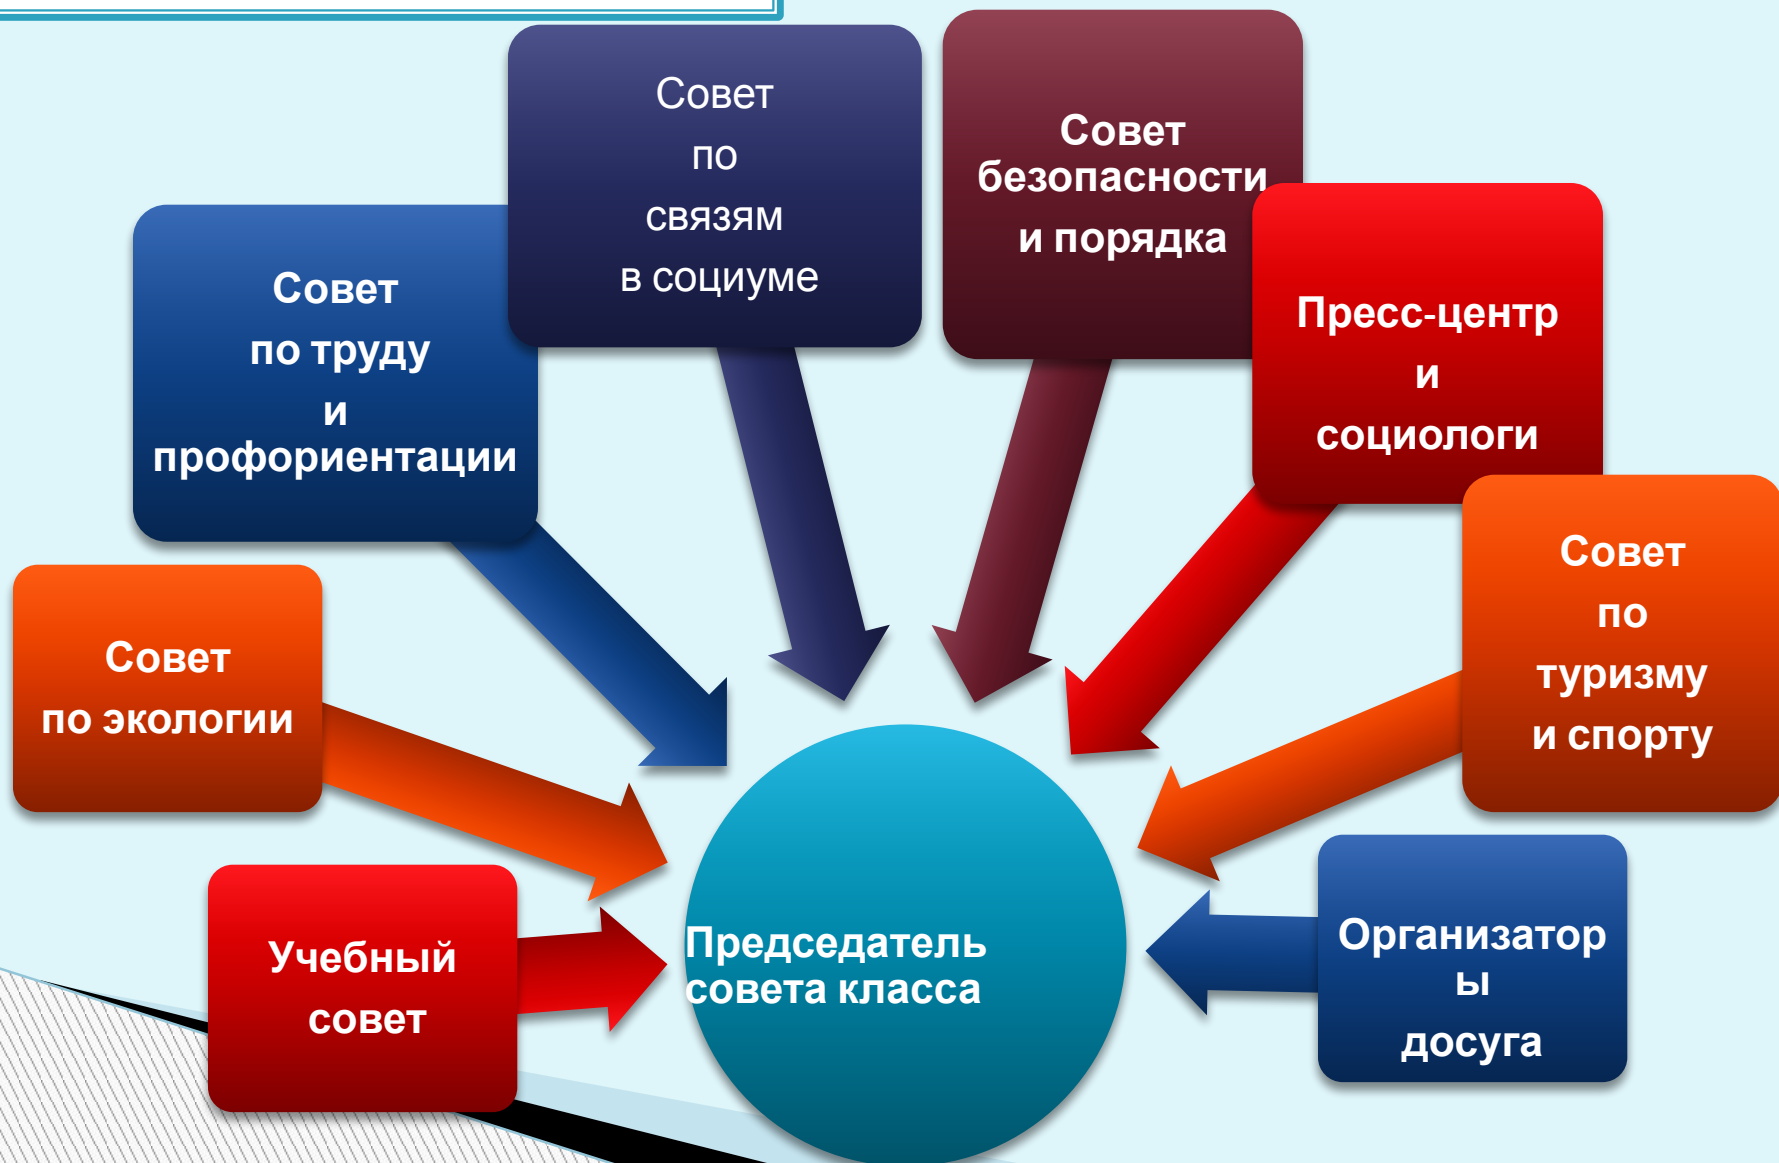 Совет
по
связям
в социуме
Совет
безопасности
и порядка
Совет
по труду
и
профориентации
Пресс-центр
и
социологи
Совет
по экологии
Совет
по
туризму
и спорту
Учебный
совет
Председатель
совета класса
Организатор
ы
досуга